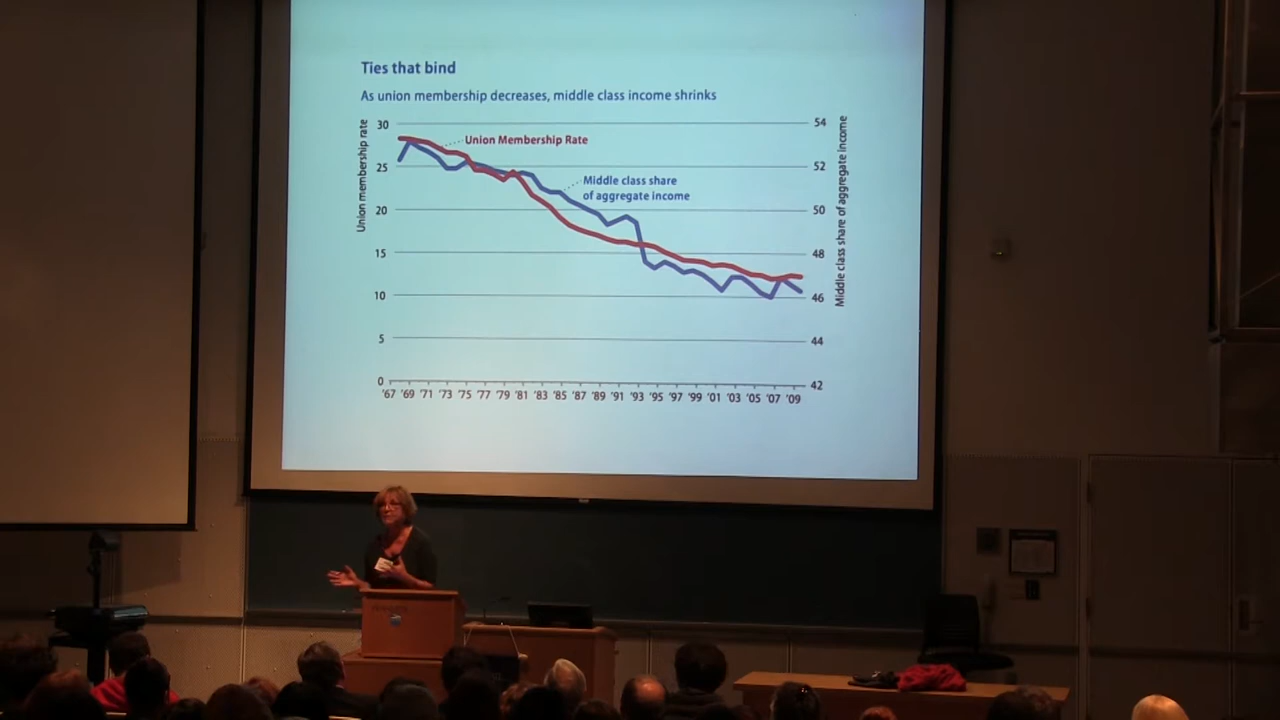 Ties that bind
As union membership decreases, middle class income shrinks
Union membership rate
30
25
20
15
10
5
0
Union Membership Rate
Middle class share
of aggregate income
54
52
50
48
46
44
42
Middle class share of aggregate income
'67 '69 '71 '73 '75 '77 '79 '81 '83 '85 '87 '89 '91 '93 '95 '97 '99 '01 '03 '05 '07 '09